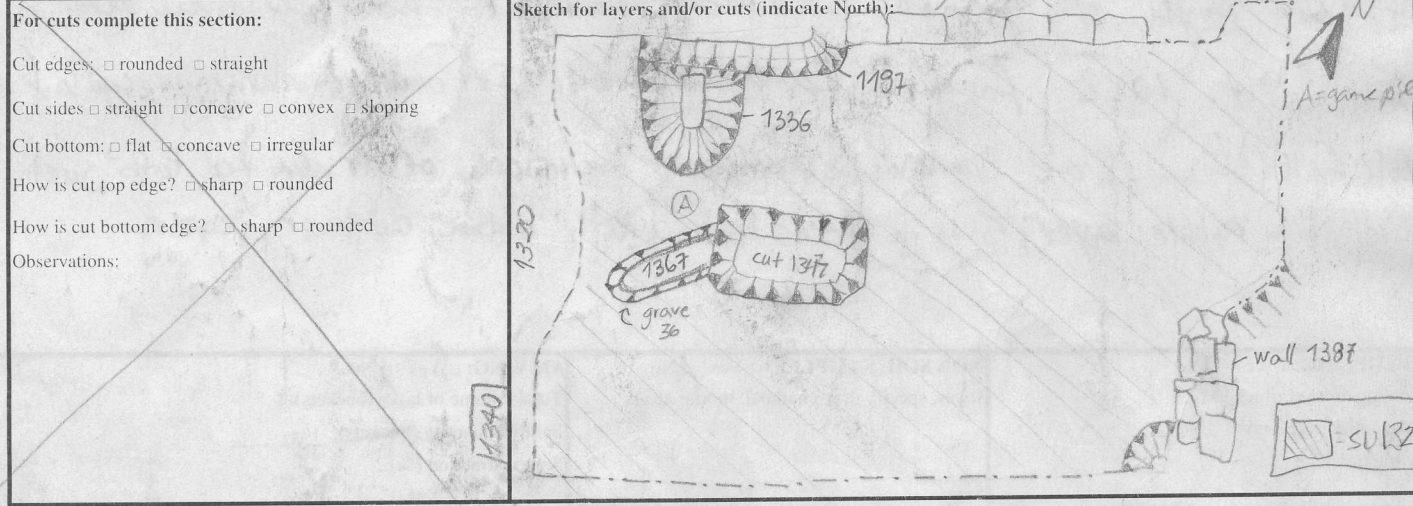 For cuts complete this section:
Cut edges: □ rounded □ straight
Cut sides □ straight □ concave □ convex □ sloping
Cut bottom: □ flat □ concave □ irregular
How is cut top edge? □ sharp □ rounded
How is cut bottom edge? □ sharp □ rounded
Observations:
1340
Sketch for layers and/or cuts (indicate North):
N
A=game
1197
1336
1320
A
1367
cut 1347
grave
36
wall 1387
=SU132